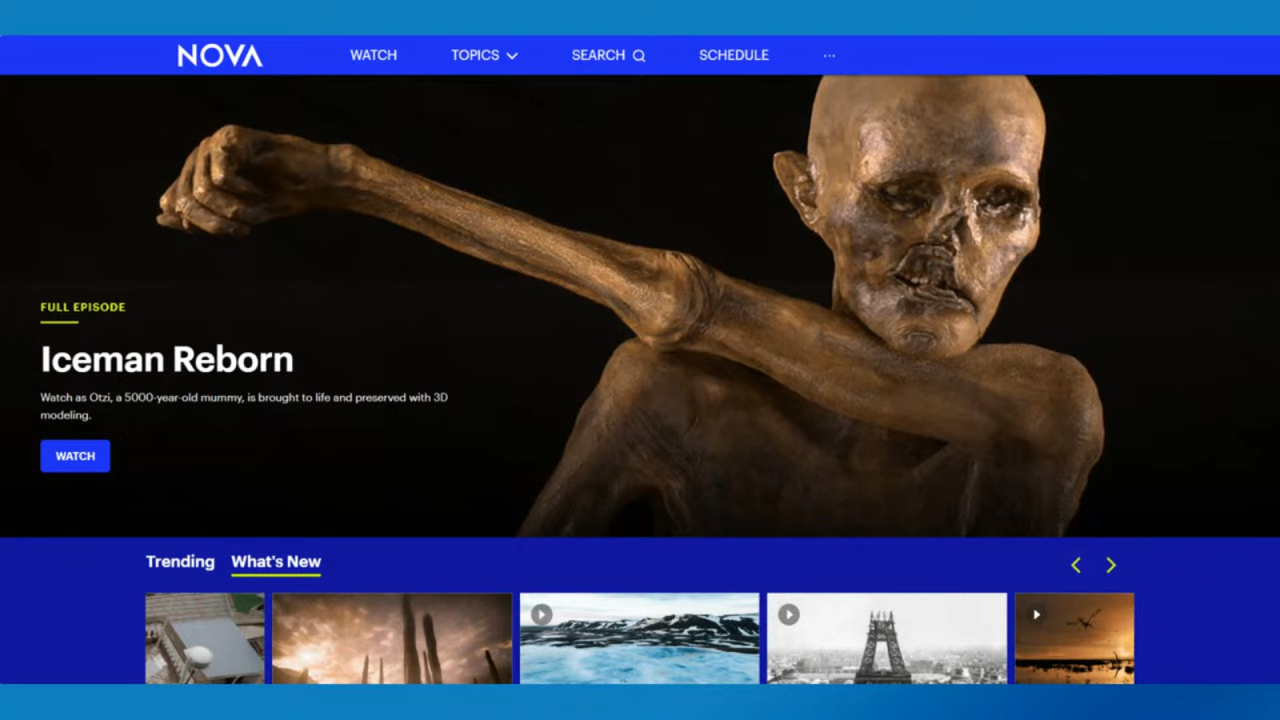 NOVA
WATCH
TOPICS
SEARCH
SCHEDULE
...
FULL EPISODE
Iceman Reborn
Watch as Otzi, a 5000-year-old mummy, is brought to life and preserved with 3D
modeling.
WATCH
Trending
What's New